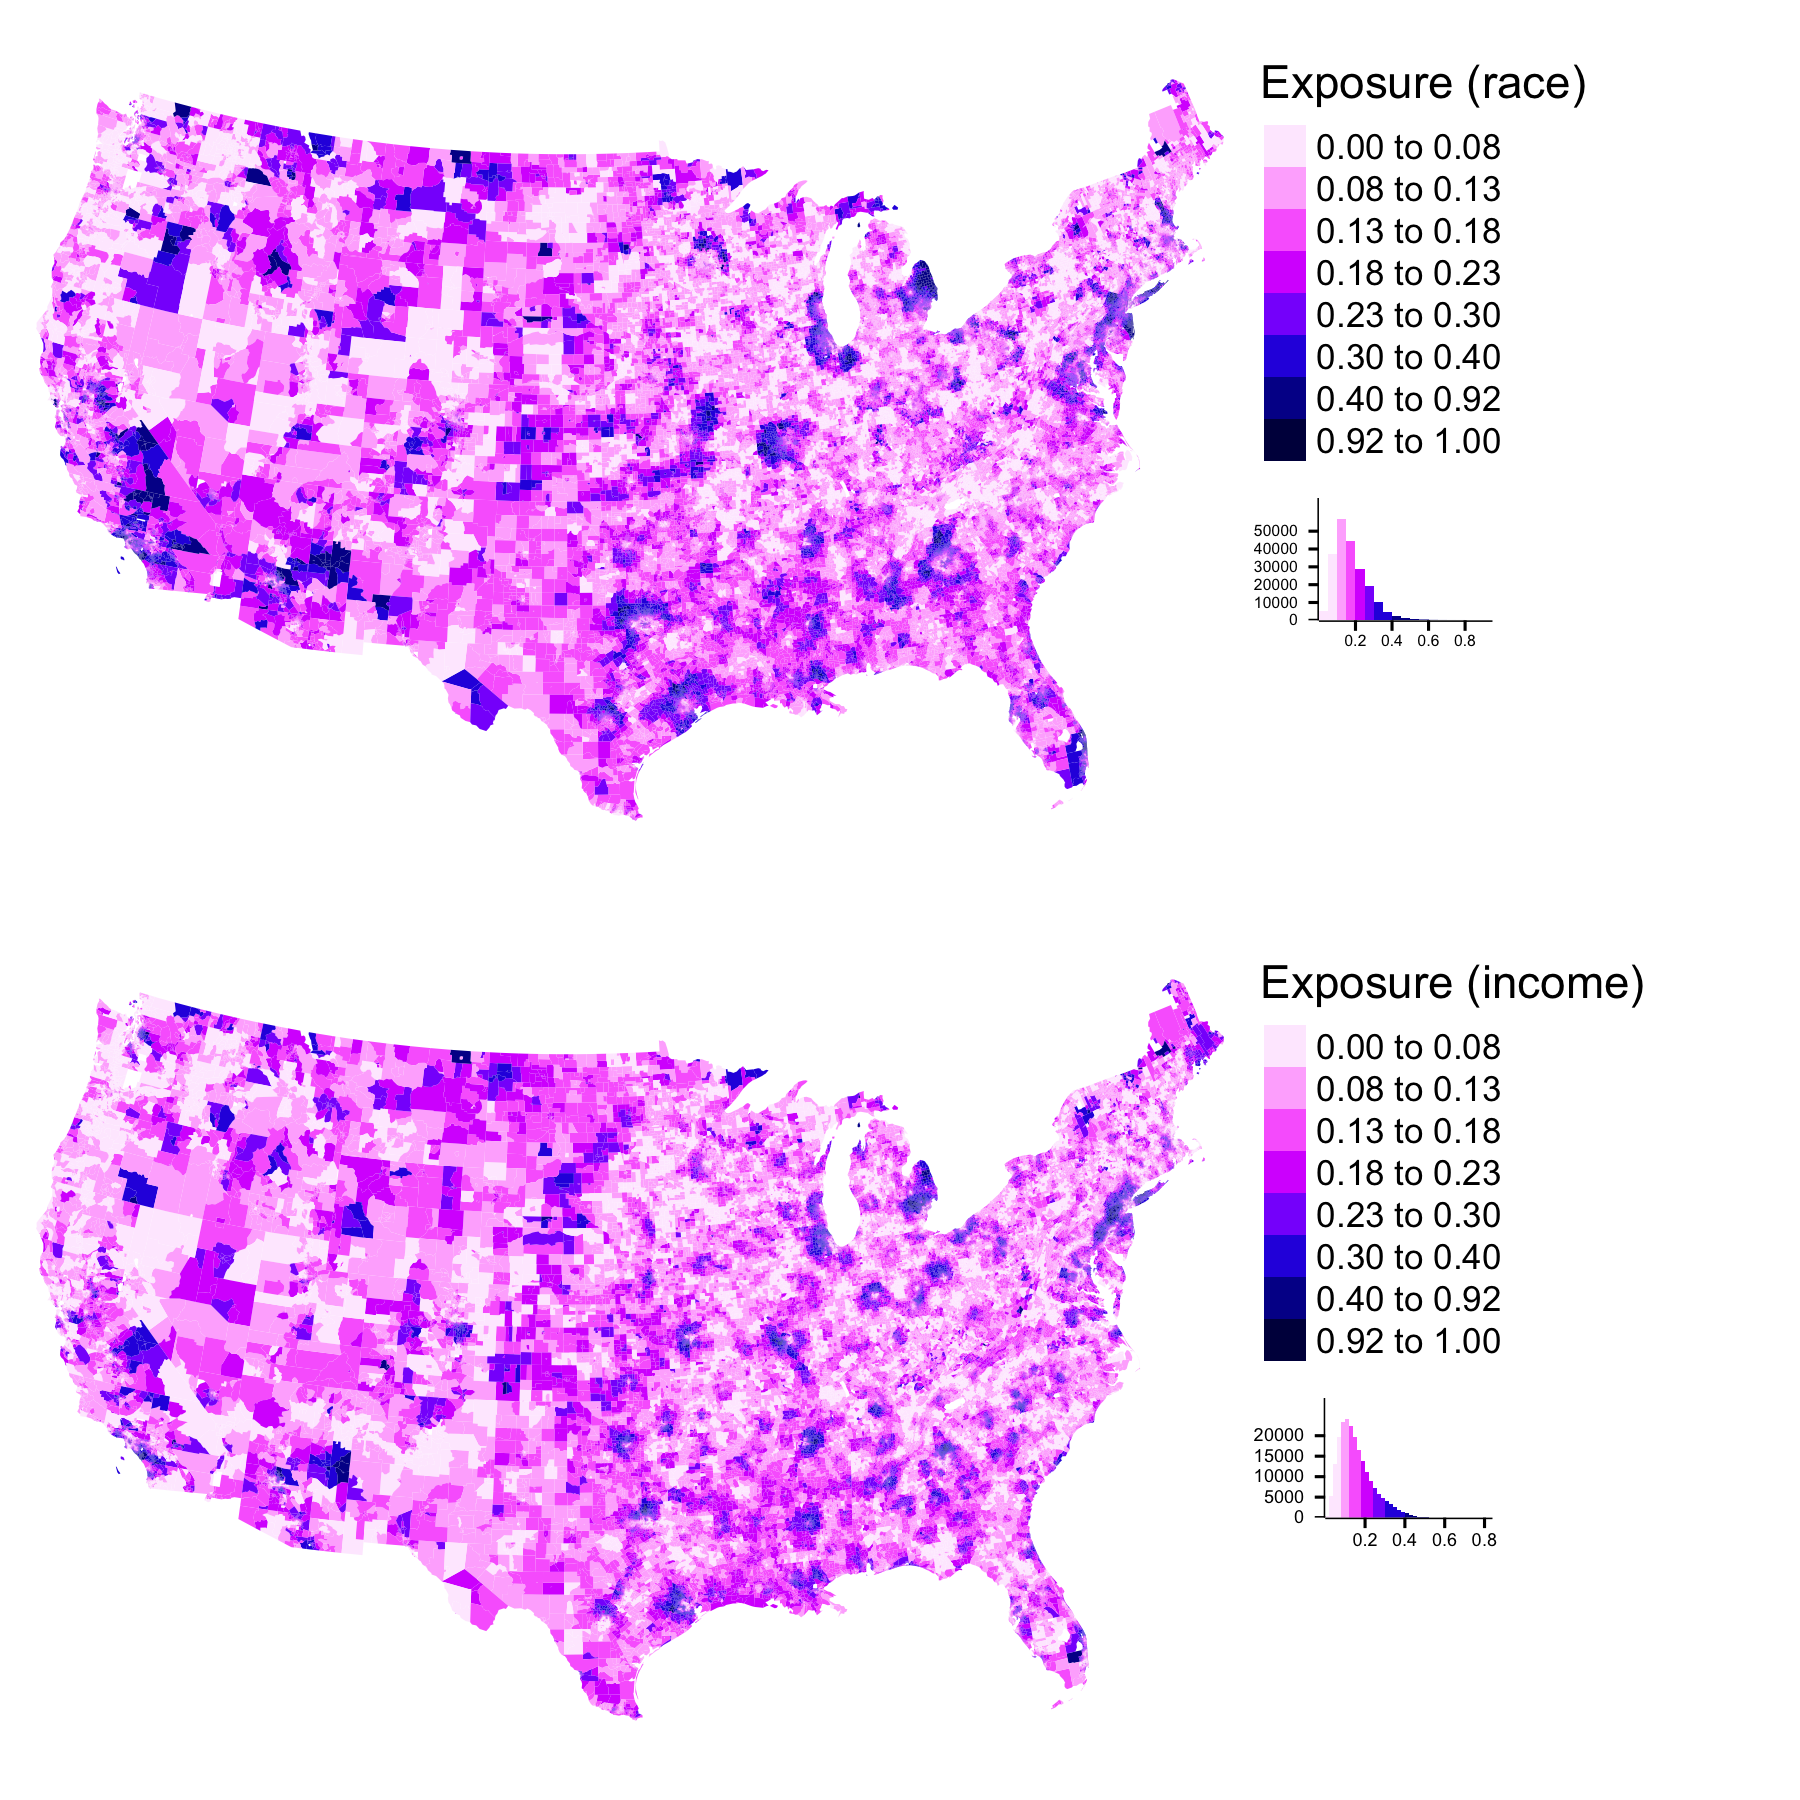 Exposure (race)
0.00 to 0.08
0.08 to 0.13
0.13 to 0.18
0.18 to 0.23
0.23 to 0.30
0.30 to 0.40
0.40 to 0.92
0.92 to 1.00
50000
40000
30000
20000
10000
0
0.2 0.4 0.6 0.8
Exposure (income)
0.00 to 0.08
0.08 to 0.13
0.13 to 0.18
0.18 to 0.23
0.23 to 0.30
0.30 to 0.40
0.40 to 0.92
0.92 to 1.00
20000
15000
10000
5000
0
0.2 0.4 0.6 0.8